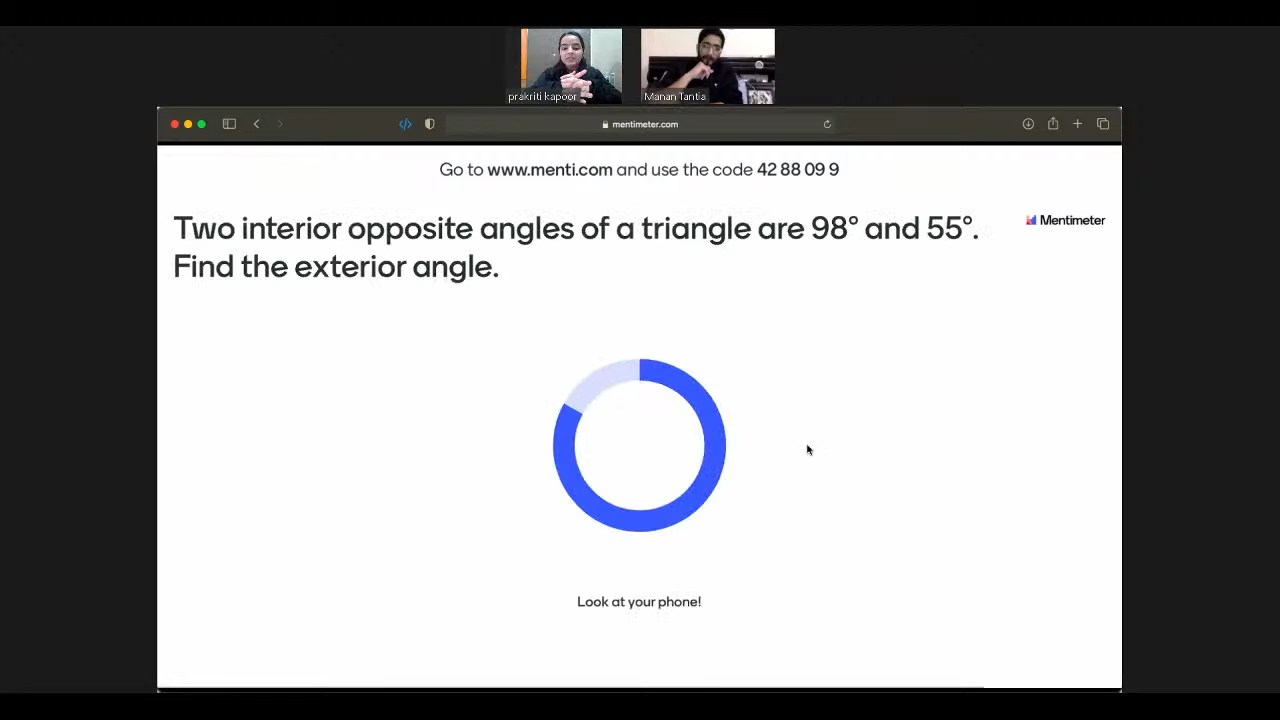 prakriti kapoor
Manan Tantia
mentimeter.com
Go to www.menti.com and use the code 42 88 09 9
Two interior opposite angles of a triangle are 98° and 55°.
Find the exterior angle.
Mentimeter
Look at your phone!